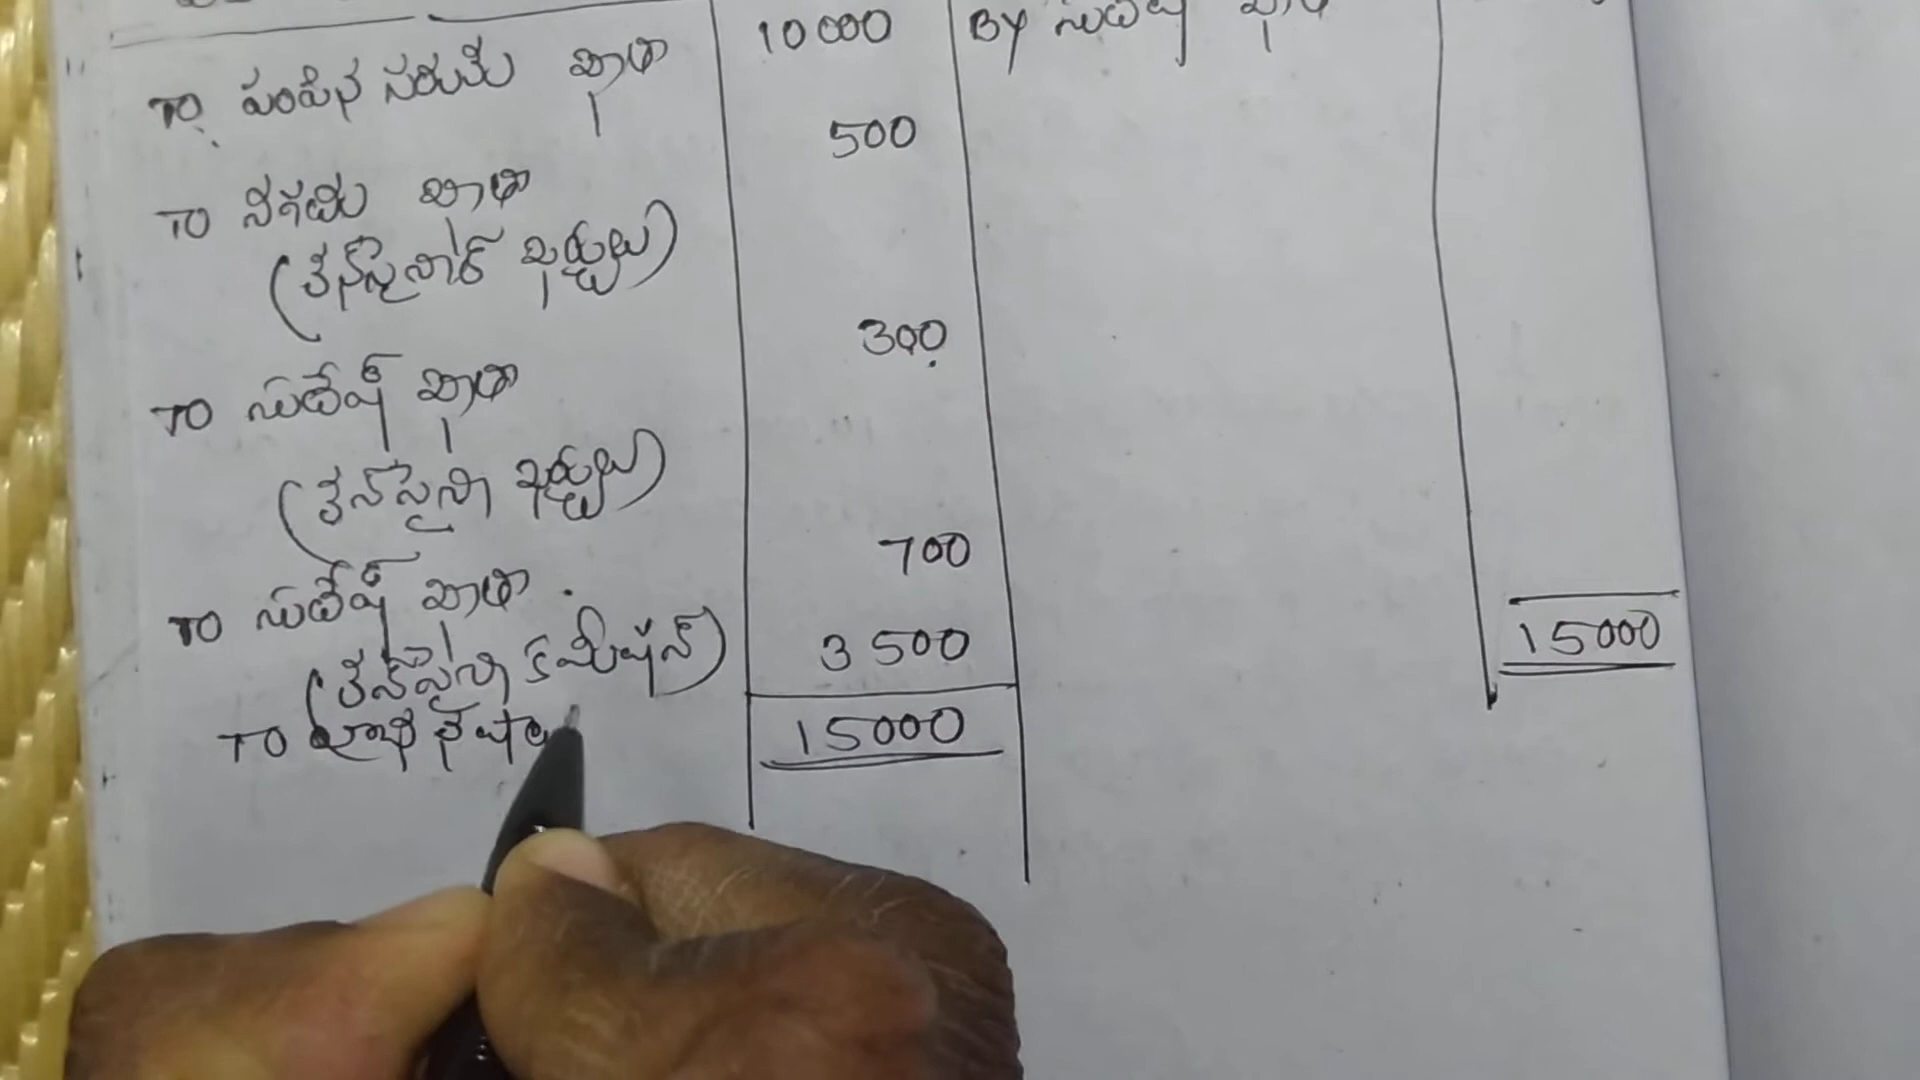 To పంపిన సరుకు ఖాతా 10000 By సురేష్ ఖాతా
500
To నగదు ఖాతా
(కన్‌సైనార్ ఖర్చులు)
300
To సురేష్ ఖాతా
(కన్‌సైనీ ఖర్చులు)
700
To సురేష్ ఖాతా
(కన్‌సైనీ కమీషన్) 3500 15000
To లాభ 15000